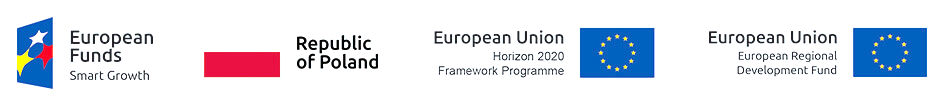 European
Funds
Smart Growth
Republic
of Poland
European Union
Horizon 2020
Framework Programme
European Union
European Regional
Development Fund